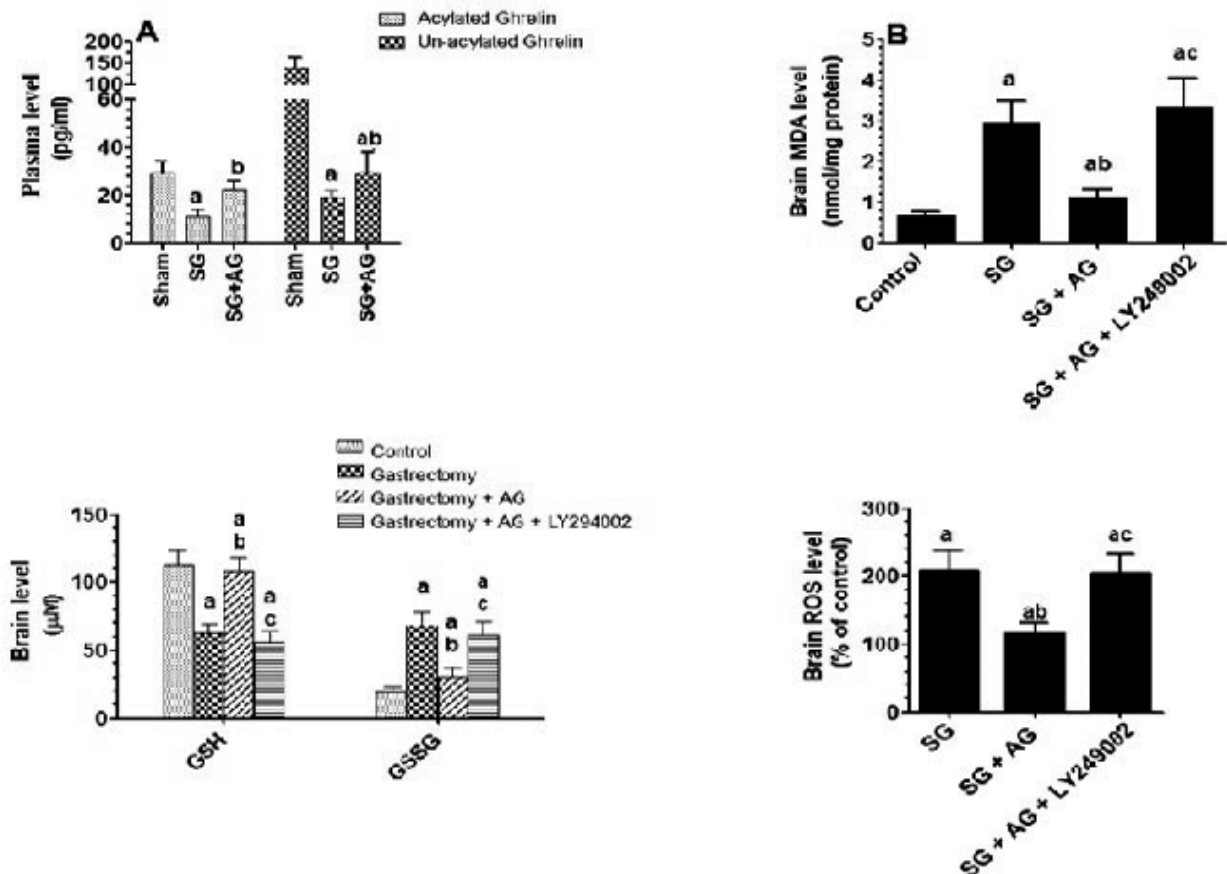 A
Acylated Ghrelin
Un-acylated Ghrelin
Plasma level
(pg/ml)
200
150
100
60
40
20
0
a
b
a
ab
Sham
SG
SG+AG
Sham
SG
SG+AG
B
Brain MDA level
(nmol/mg protein)
5
4
3
2
1
0
a
ab
ac
Control
SG
SG + AG
SG + AG + LY249002
Control
Gastrectomy
Gastrectomy + AG
Gastrectomy + AG + LY294002
Brain level
(µM)
150
100
50
0
a
a
b
a
c
a
a
b
a
c
GSH
GSSG
Brain ROS level
(% of control)
300
200
100
0
a
ab
ac
SG
SG + AG
SG + AG + LY249002